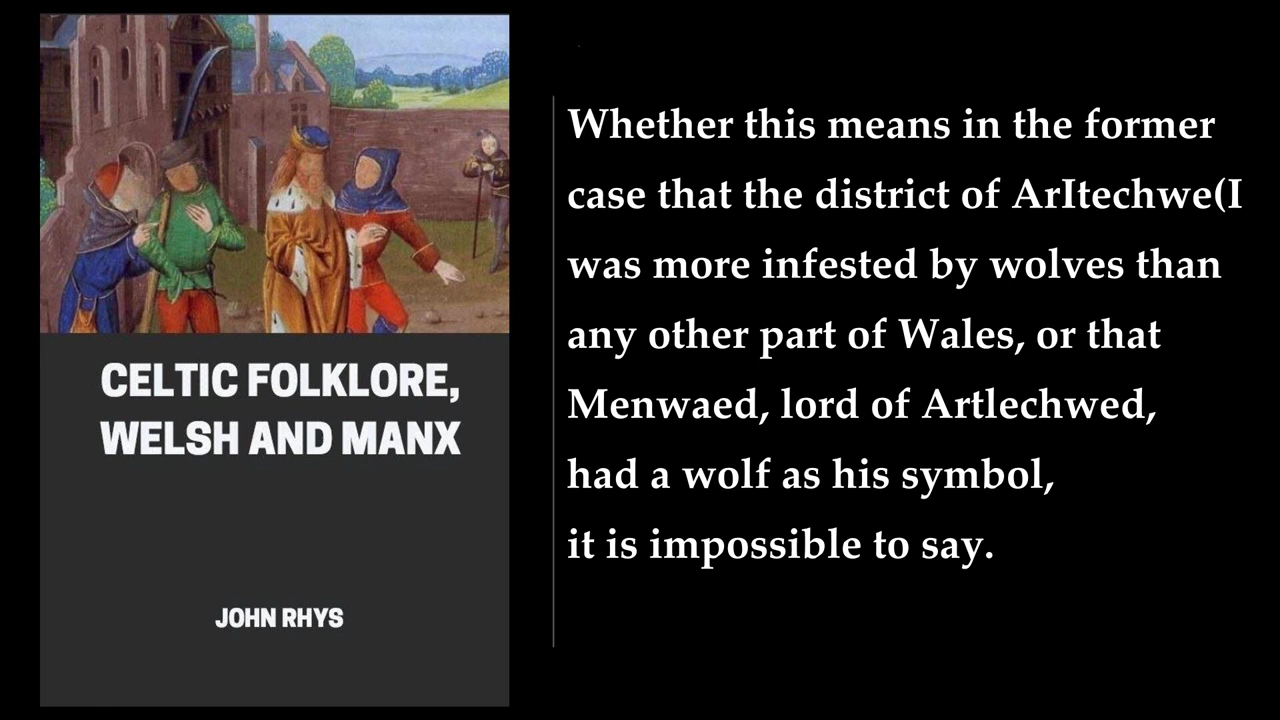 CELTIC FOLKLORE,
WELSH AND MANX
JOHN RHYS
Whether this means in the former
case that the district of ArItechwe(I
was more infested by wolves than
any other part of Wales, or that
Menwaed, lord of Artlechwed,
had a wolf as his symbol,
it is impossible to say.